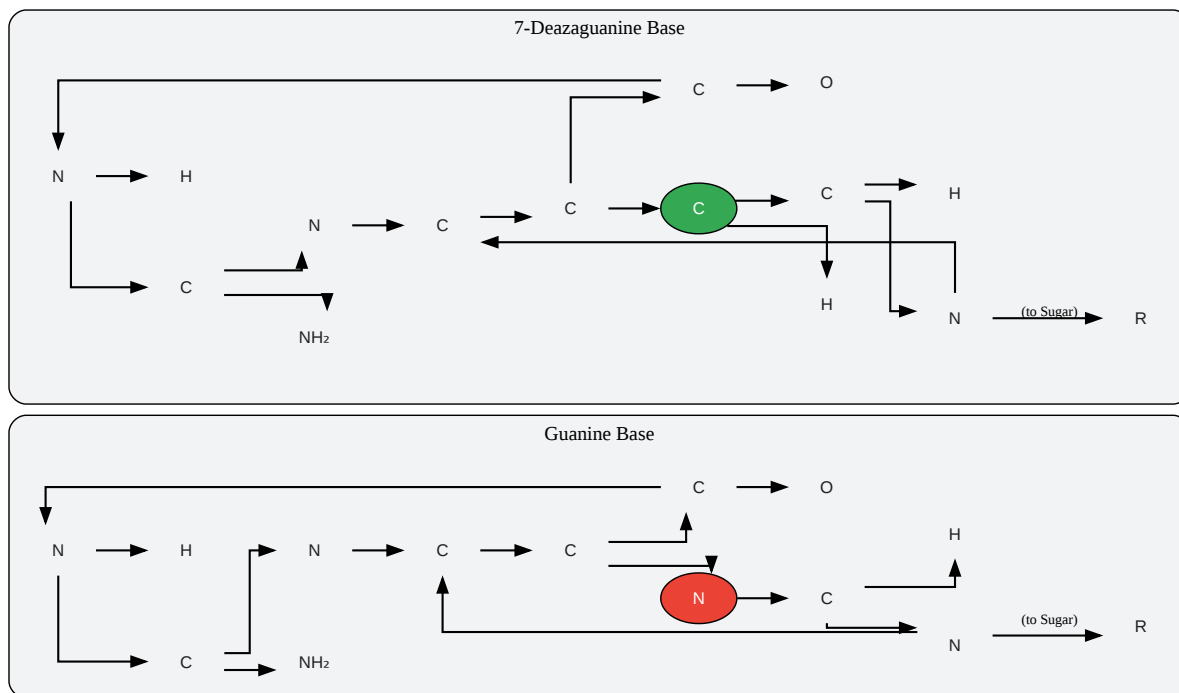 7-Deazaguanine Base
C O
N H
C C C H
N C
C
H
NH₂
N (to Sugar) R
Guanine Base
C O
N H N C C H
N C
(to Sugar)
N R
C NH₂